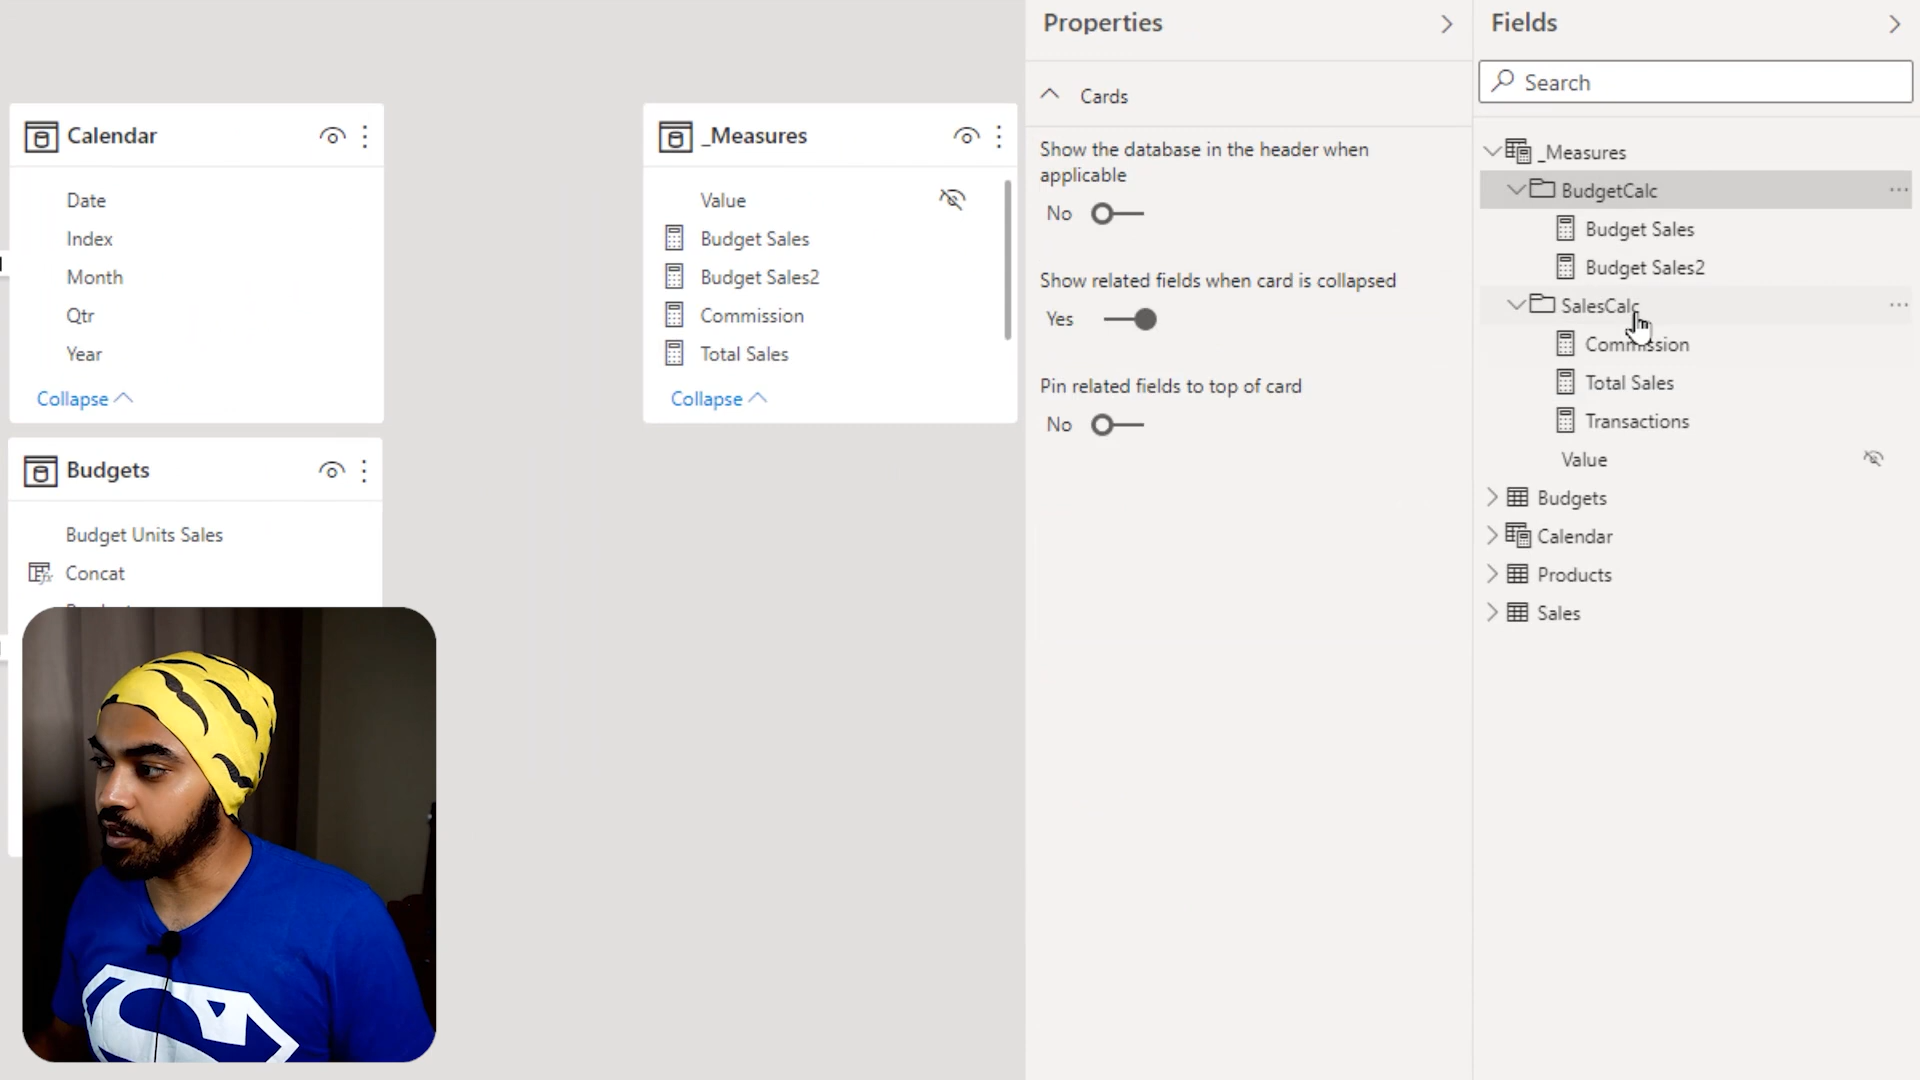 Calendar
Date
Index
Month
Qtr
Year
Collapse
Budgets
Budget Units Sales
Concat
_Measures
Value
Budget Sales
Budget Sales2
Commission
Total Sales
Collapse
Properties
Cards
Show the database in the header when
applicable
No
Show related fields when card is collapsed
Yes
Pin related fields to top of card
No
Fields
Search
_Measures
BudgetCalc
Budget Sales
Budget Sales2
SalesCalc
Commission
Total Sales
Transactions
Value
Budgets
Calendar
Products
Sales